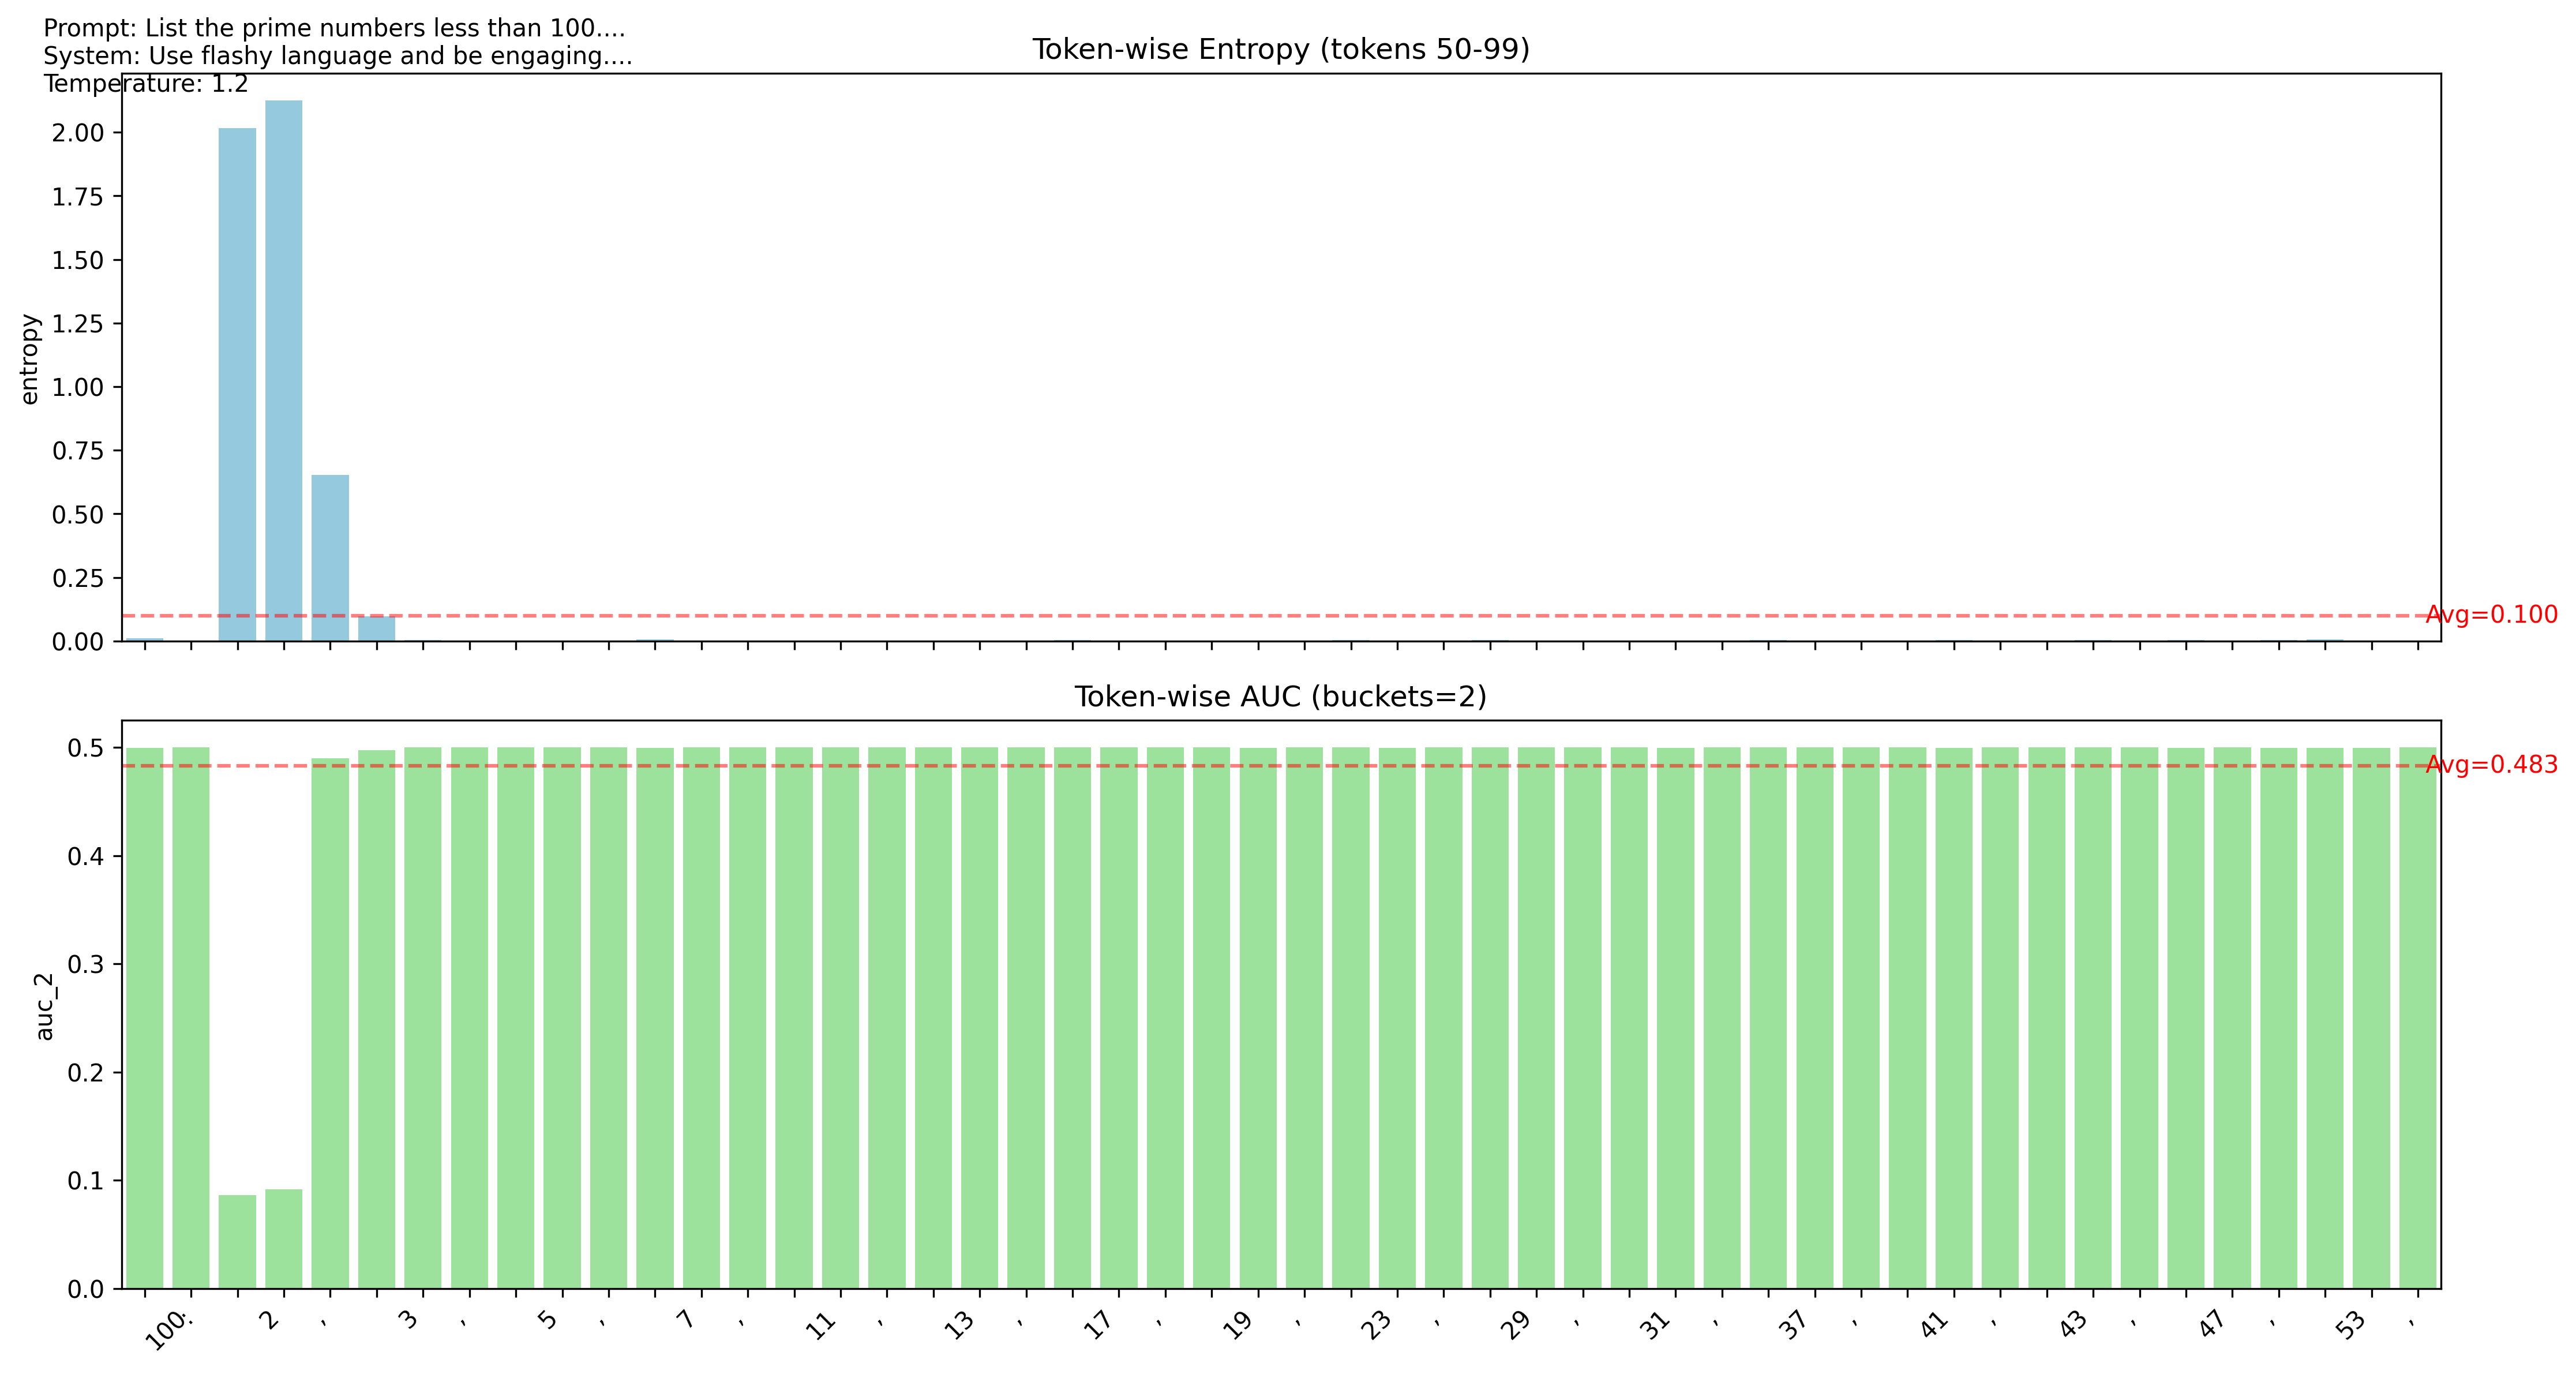 Prompt: List the prime numbers less than 100....
System: Use flashy language and be engaging....
Temperature: 1.2
Token-wise Entropy (tokens 50-99)
2.00
1.75
1.50
1.25
1.00
0.75
0.50
0.25
0.00
entropy
Avg=0.100
Token-wise AUC (buckets=2)
0.5
0.4
0.3
0.2
0.1
0.0
auc_2
Avg=0.483
100 : 2 , 3 , 5 , 7 , 11 , 13 , 17 , 19 , 23 , 29 , 31 , 37 , 41 , 43 , 47 , 53 ,